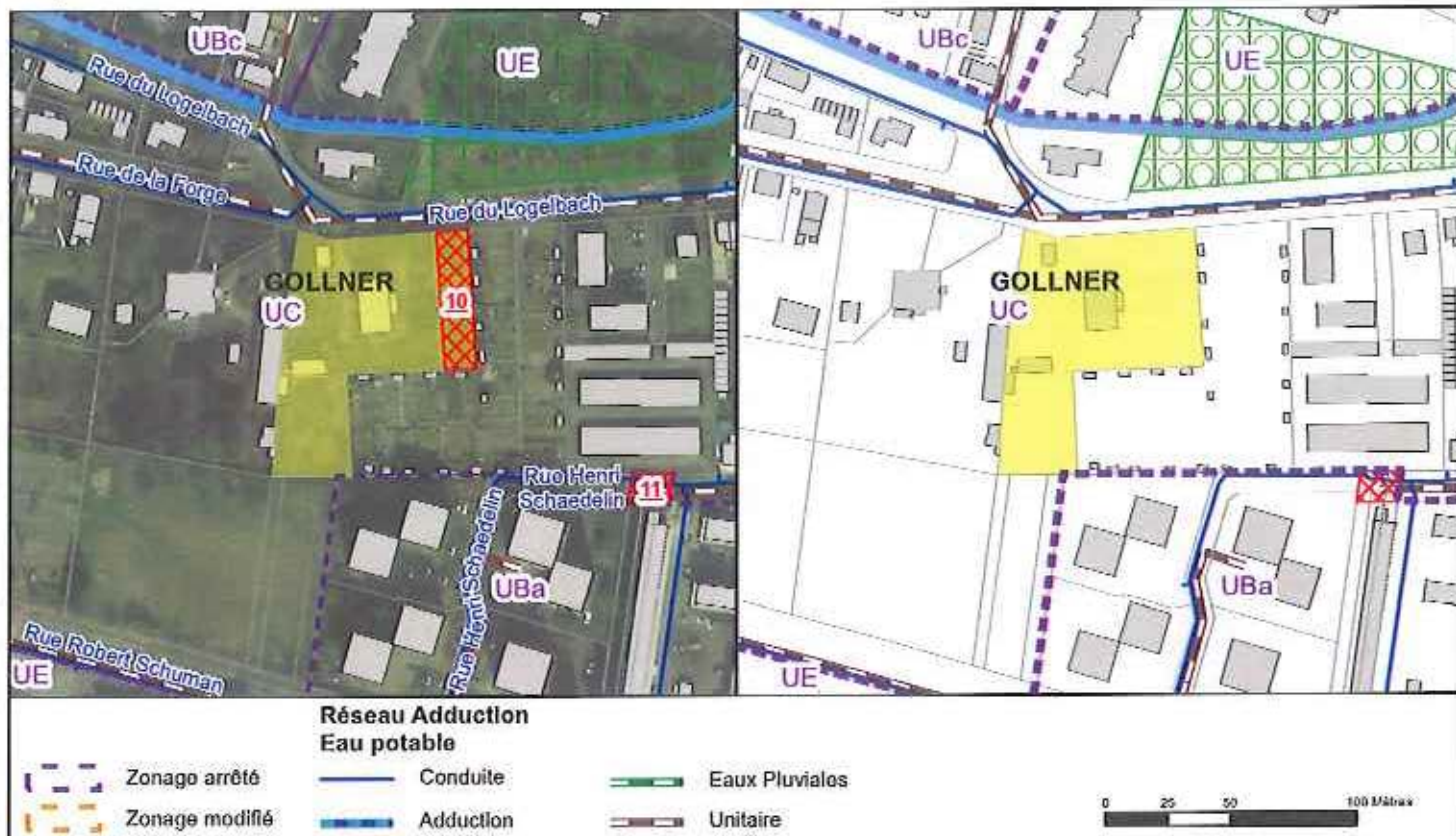 UBc
UE
Rue du Logelbach
Rue de la Forge
Rue du Logelbach
GOLLNER
UC
10
Ruo Henri
Schaedelin
11
Rue Henri Schaedelin
UBa
Rue Robert Schuman
UE
UBc
UE
GOLLNER
UC
UBa
UE
Réseau Adduction
Eau potable
Zonage arrêté
Conduite
Eaux Pluviales
Zonage modifié
Adduction
Unitaire
0 25 50 100 Mètres